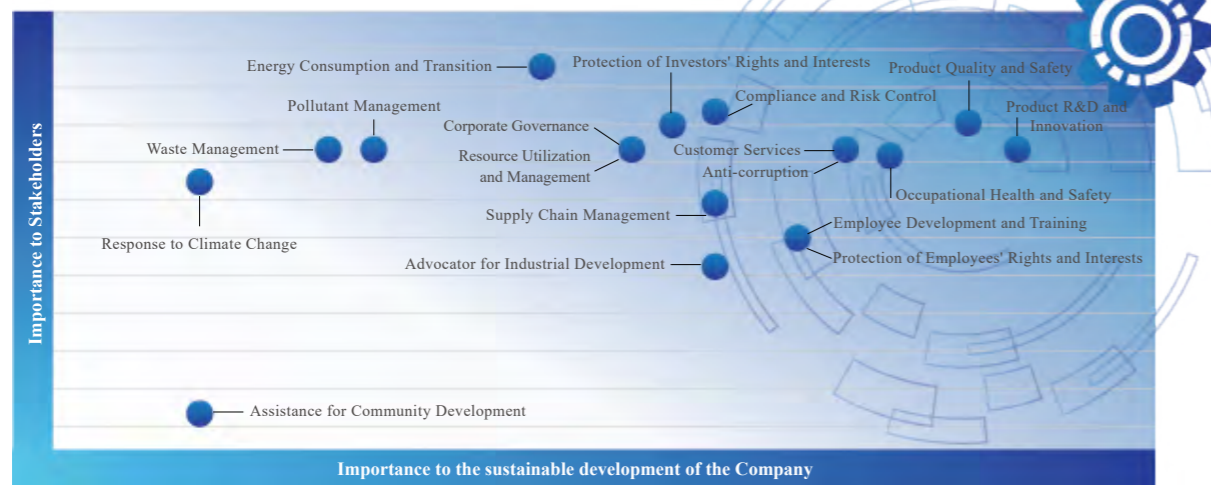 Importance to Stakeholders
Energy Consumption and Transition
Protection of Investors' Rights and Interests
Product Quality and Safety
Pollutant Management
Compliance and Risk Control
Product R&D and
Innovation
Corporate Governance
Waste Management
Customer Services
Resource Utilization
and Management
Anti-corruption
Occupational Health and Safety
Supply Chain Management
Employee Development and Training
Response to Climate Change
Advocator for Industrial Development
Protection of Employees' Rights and Interests
Assistance for Community Development
Importance to the sustainable development of the Company